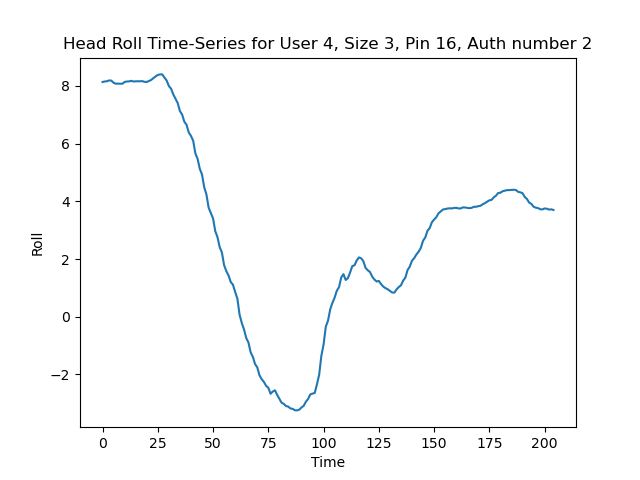 Head Roll Time-Series for User 4, Size 3, Pin 16, Auth number 2
8
6
4
2
0
−2
Roll
0 25 50 75 100 125 150 175 200
Time